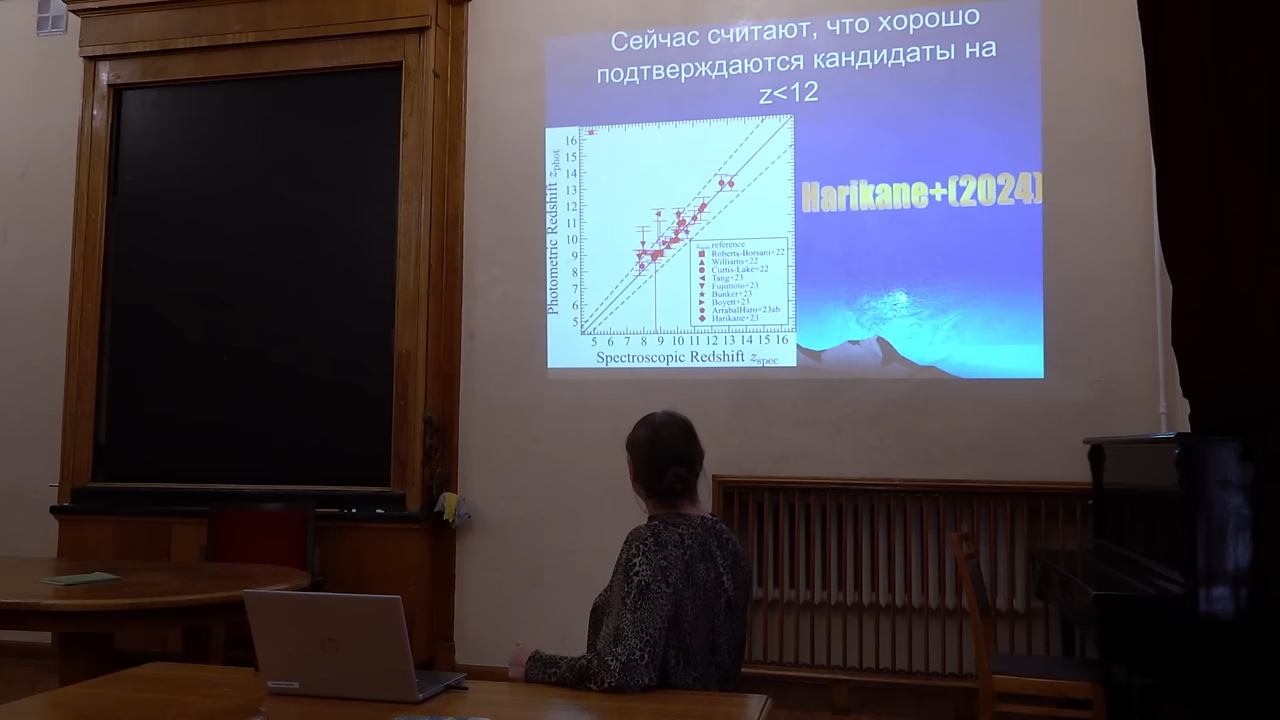 Сейчас считают, что хорошо
подтверждаются кандидаты на
z<12
Harikane+(2024)
Photometric Redshift zphot
16
15
14
13
12
11
10
9
8
7
6
5
zspec reference
Roberts-Borsani+22
Williams+22
Curtis-Lake+22
Tang+23
Fujimoto+23
Bunker+23
Boyett+23
ArrabalHaro+23ab
Harikane+23
5 6 7 8 9 10 11 12 13 14 15 16
Spectroscopic Redshift zspec